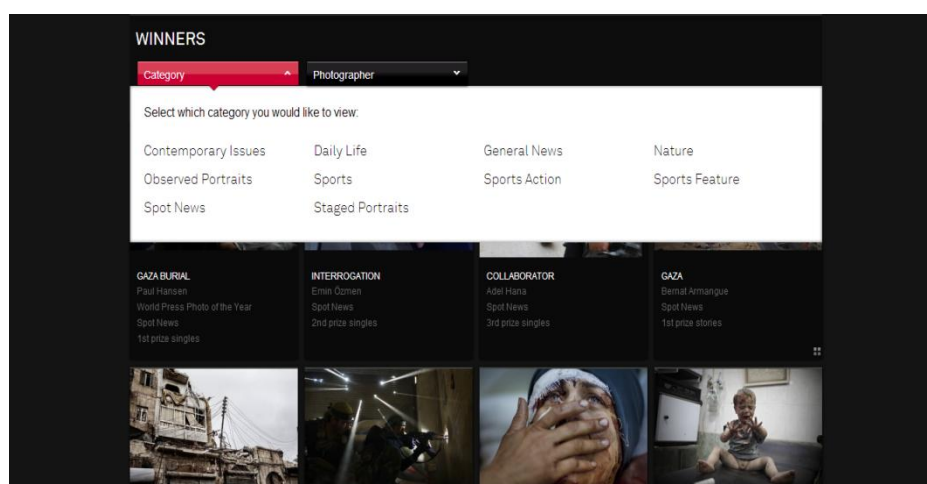 WINNERS
Category Photographer
Select which category you would like to view:
Contemporary Issues Daily Life General News Nature
Observed Portraits Sports Sports Action Sports Feature
Spot News Staged Portraits
GAZA BURIAL INTERROGATION COLLABORATOR GAZA
Paul Hansen Emin Özmen Adel Hana Bernat Armangue
World Press Photo of the Year Spot News Spot News Spot News
Spot News 2nd prize singles 3rd prize singles 1st prize stories
1st prize singles